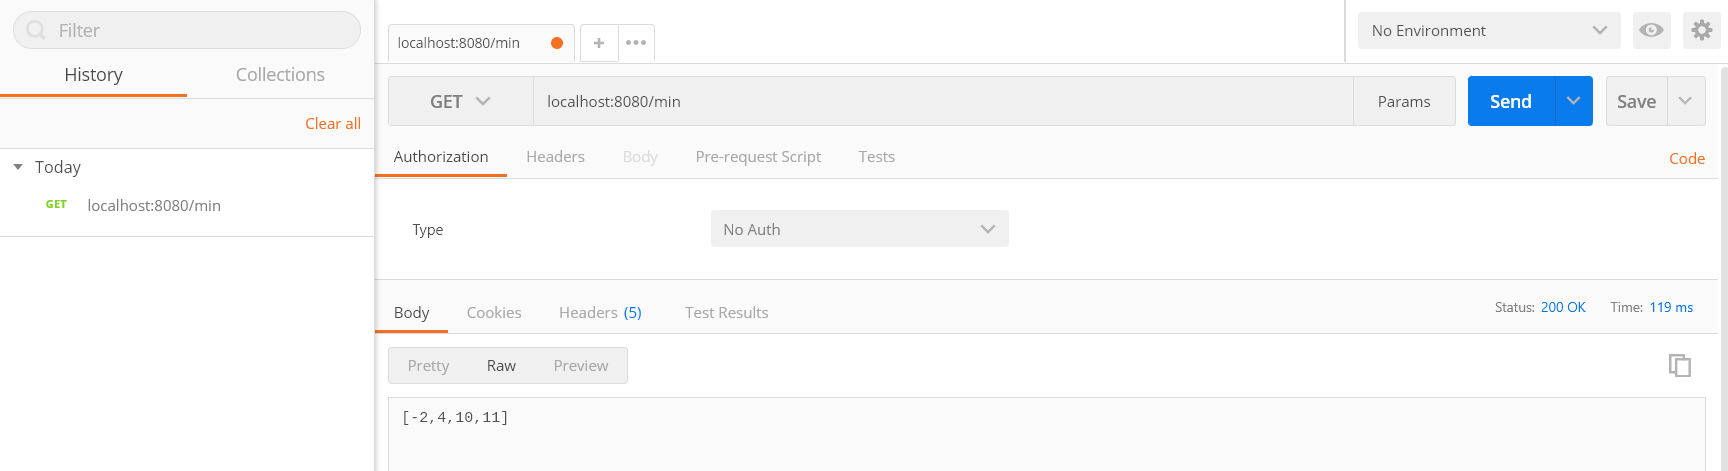 Filter
History Collections
Clear all
Today
GET localhost:8080/min
localhost:8080/min
No Environment
GET localhost:8080/min Params Send Save
Authorization Headers Body Pre-request Script Tests Code
Type No Auth
Body Cookies Headers (5) Test Results Status: 200 OK Time: 119 ms
Pretty Raw Preview
[-2,4,10,11]